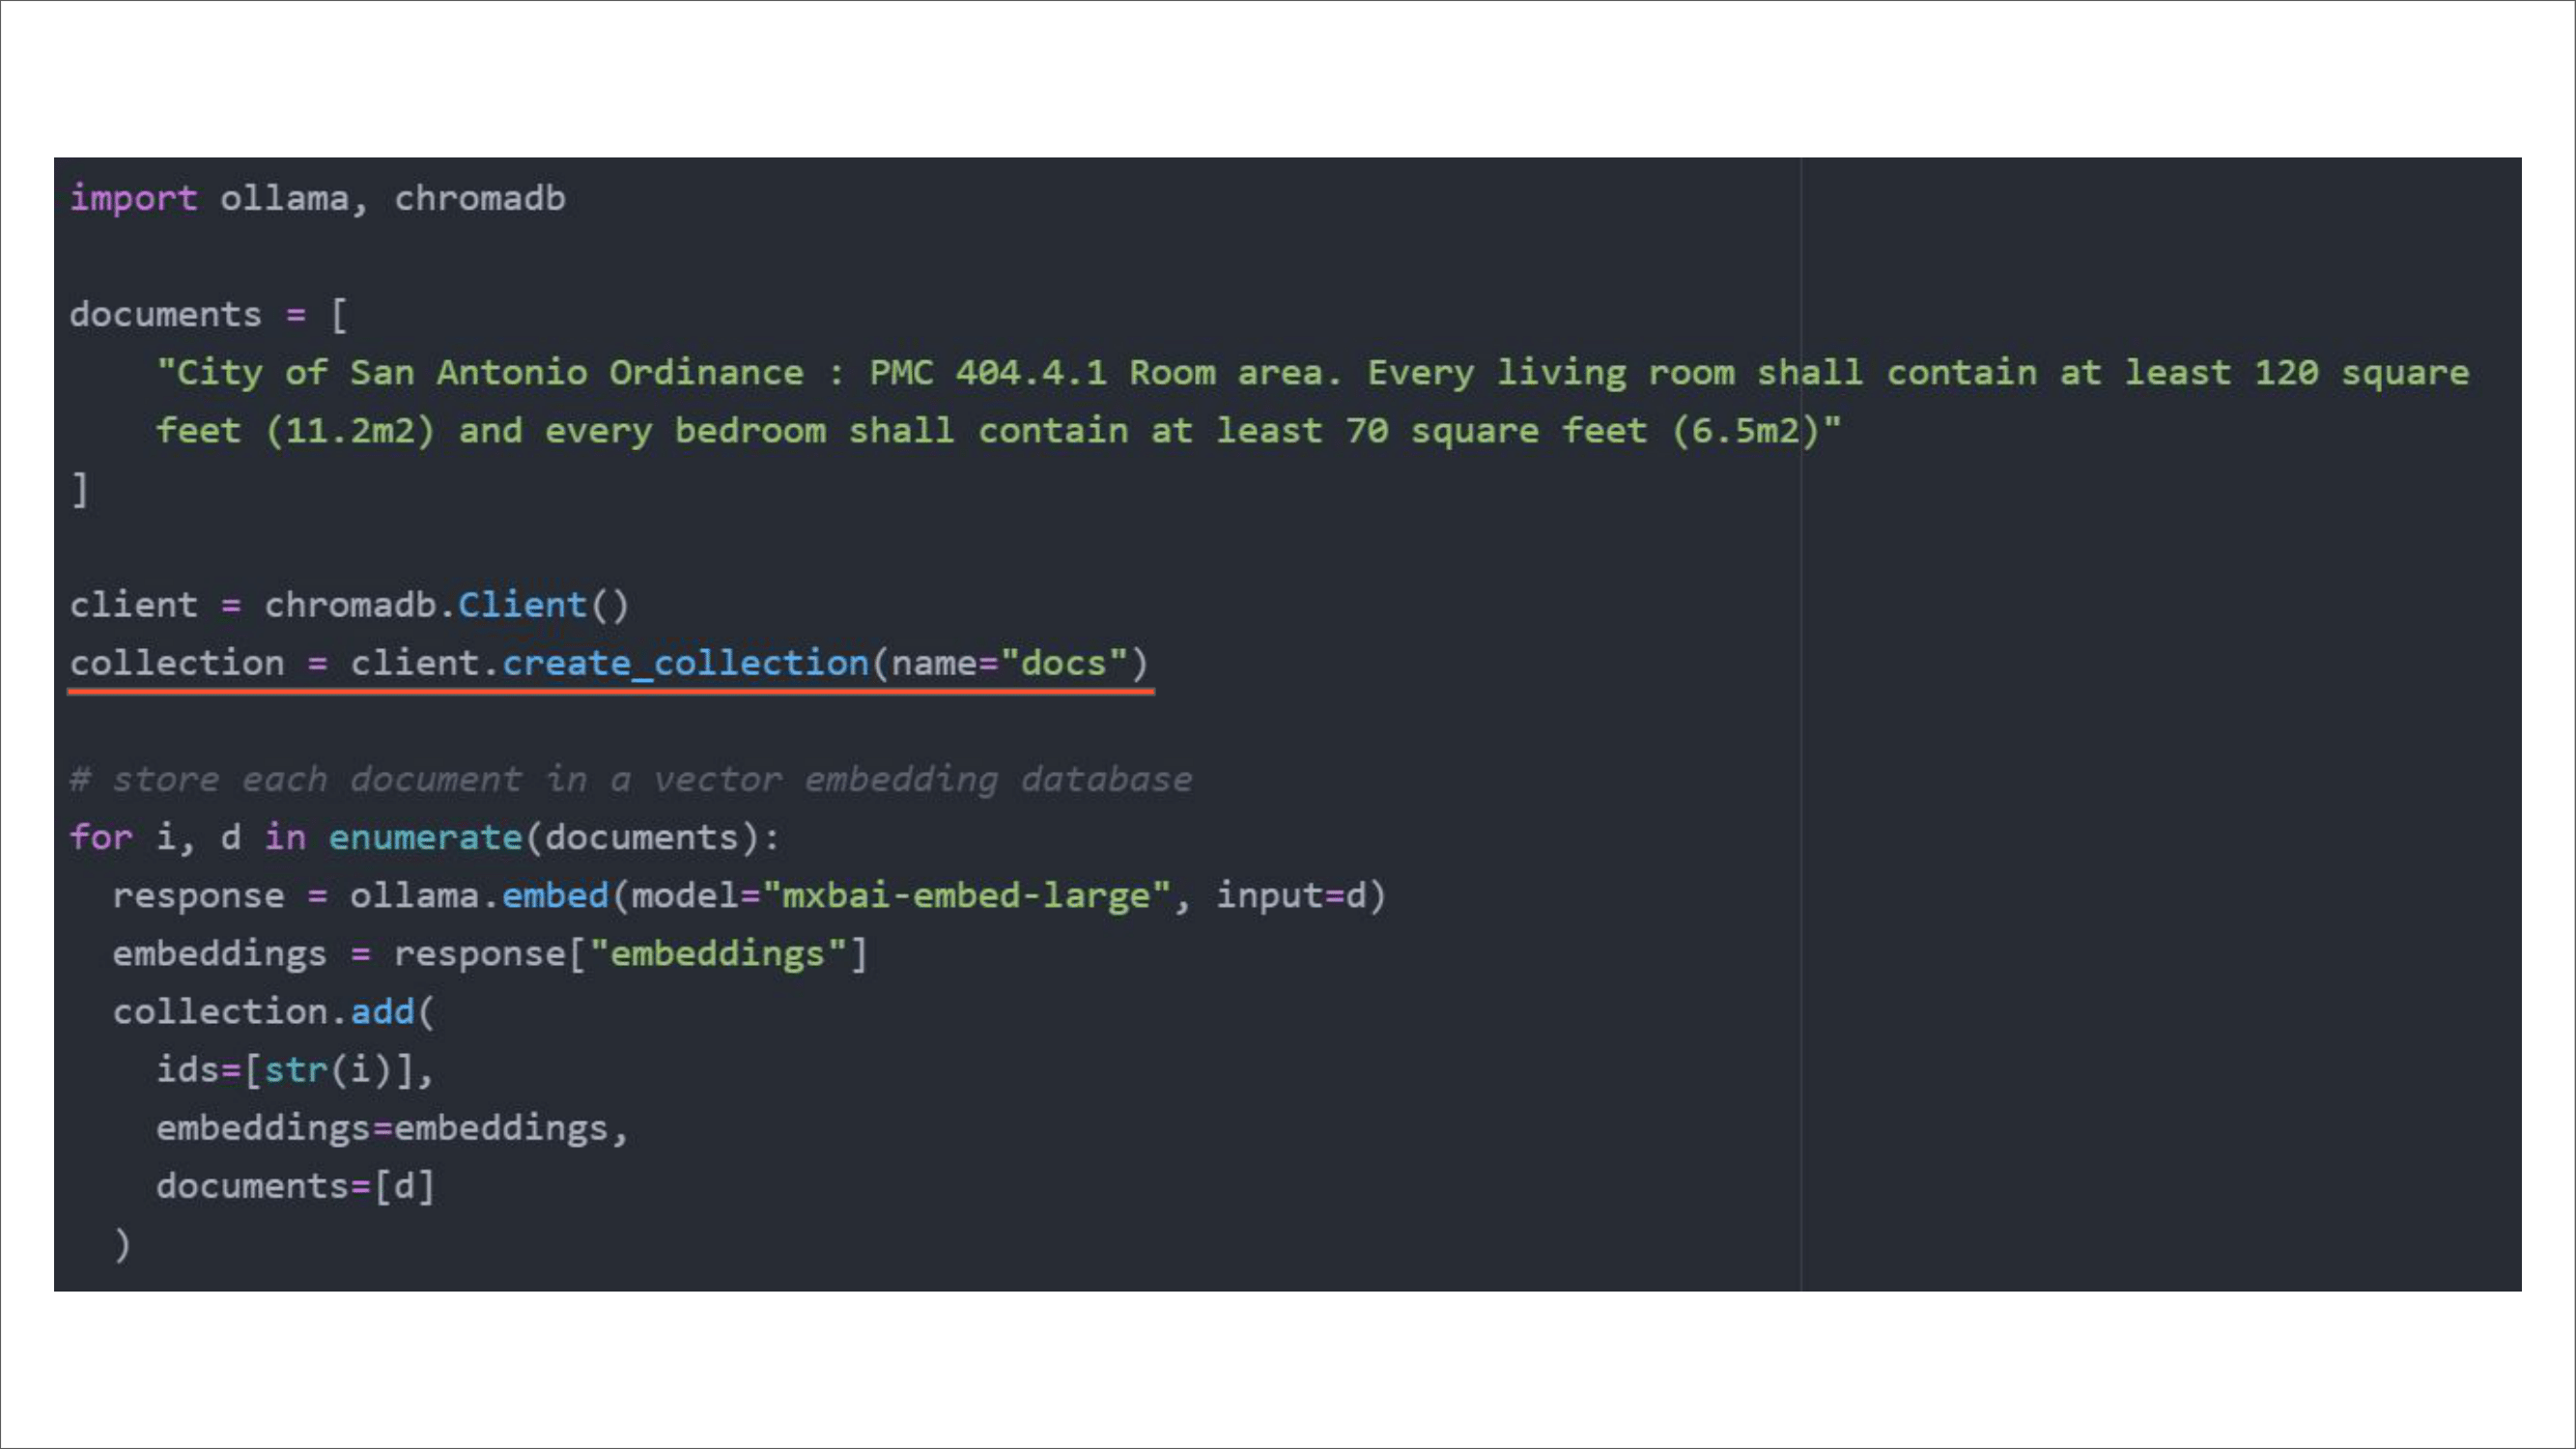 import ollama, chromadb
documents = [
    "City of San Antonio Ordinance : PMC 404.4.1 Room area. Every living room shall contain at least 120 square
    feet (11.2m2) and every bedroom shall contain at least 70 square feet (6.5m2)"
]
client = chromadb.Client()
collection = client.create_collection(name="docs")
# store each document in a vector embedding database
for i, d in enumerate(documents):
  response = ollama.embed(model="mxbai-embed-large", input=d)
  embeddings = response["embeddings"]
  collection.add(
    ids=[str(i)],
    embeddings=embeddings,
    documents=[d]
  )